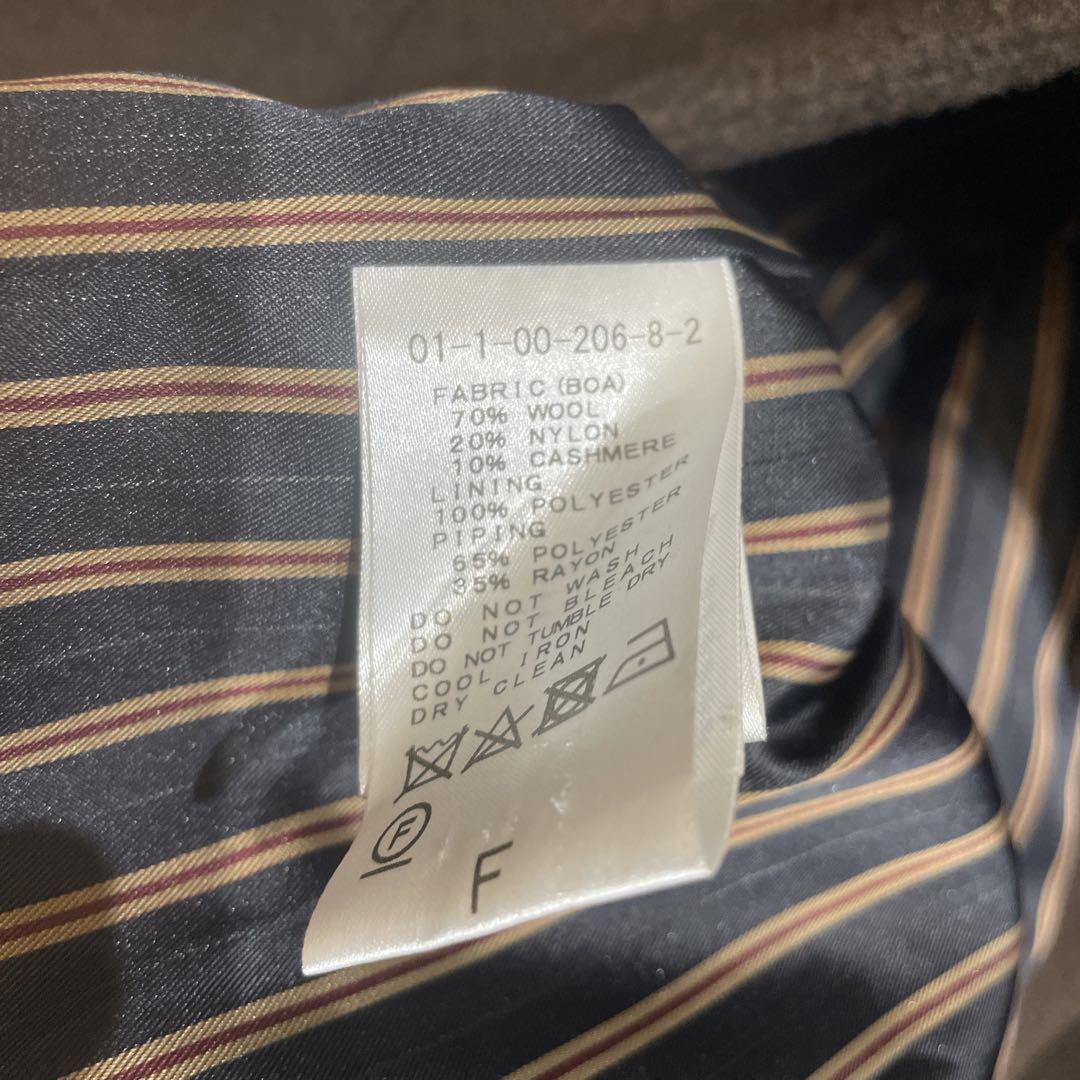 01-1-00-206-8-2
FABRIC (BOA)
70% WOOL
20% NYLON
10% CASHMERE
LINING
100% POLYESTER
PIPING
65% POLYESTER
35% RAYON
DO NOT WASH
DO NOT BLEACH
DO NOT TUMBLE DRY
COOL IRON
DRY CLEAN
F
F